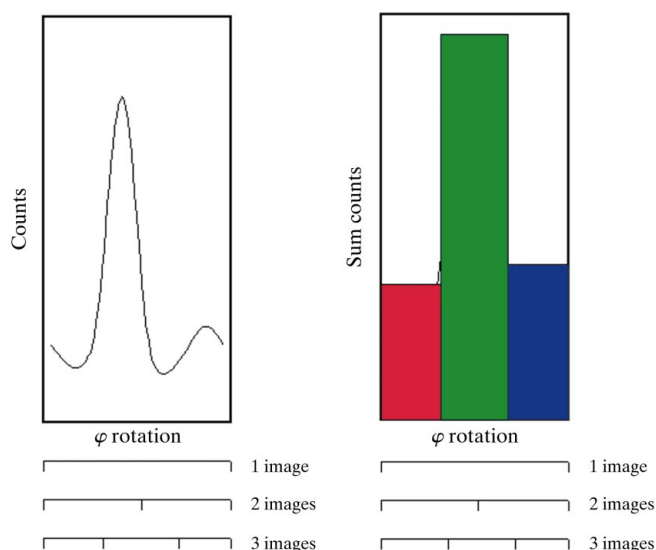 Counts
φ rotation
1 image
2 images
3 images
Sum counts
φ rotation
1 image
2 images
3 images